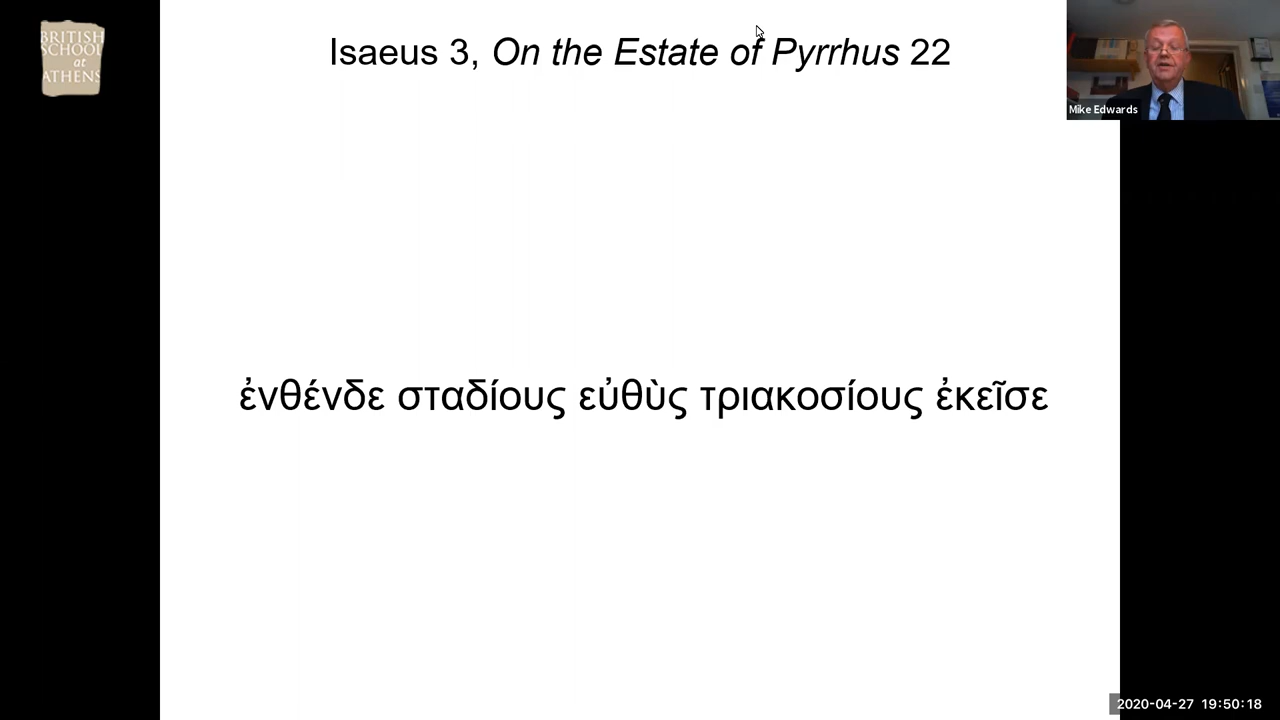 BRITISH
SCHOOL
at
ATHENS
Isaeus 3, On the Estate of Pyrrhus 22
Mike Edwards
ἐνθένδε σταδίους εὐθὺς τριακοσίους ἐκεῖσε
2020-04-27 19:50:18